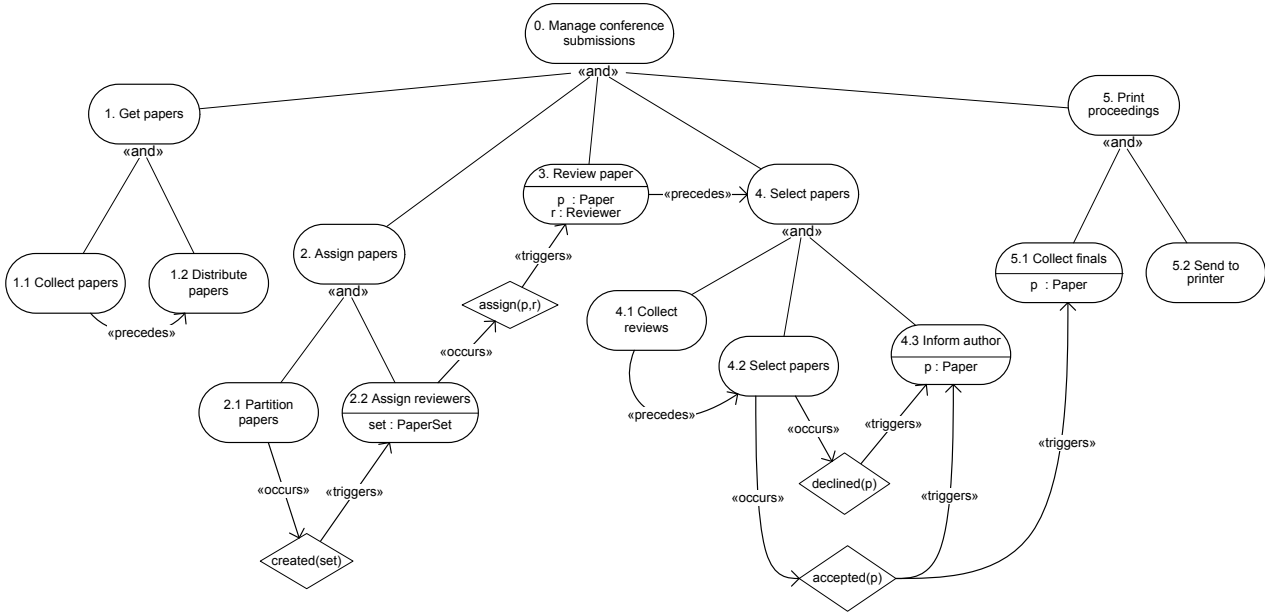 0. Manage conference
submissions
«and»
1. Get papers
«and»
5. Print
proceedings
«and»
3. Review paper
p : Paper
r : Reviewer
«precedes»
4. Select papers
«and»
2. Assign papers
«and»
«triggers»
1.1 Collect papers
1.2 Distribute
papers
«precedes»
assign(p,r)
«occurs»
5.1 Collect finals
p : Paper
5.2 Send to
printer
4.1 Collect
reviews
4.2 Select papers
4.3 Inform author
p : Paper
«precedes»
2.1 Partition
papers
2.2 Assign reviewers
set : PaperSet
«occurs»
«triggers»
«triggers»
«occurs»
«triggers»
declined(p)
«occurs»
«triggers»
created(set)
accepted(p)